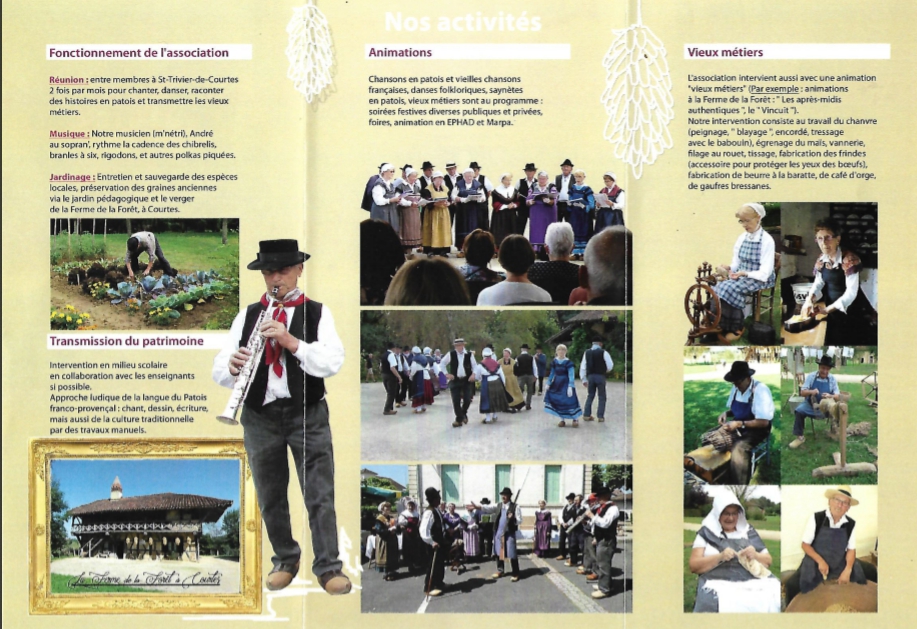 Nos activités
Fonctionnement de l'association
Réunion : entre membres à St-Trivier-de-Courtes
2 fois par mois pour chanter, danser, raconter
des histoires en patois et transmettre les vieux
métiers.
Musique : Notre musicien (m'nétri), André
au sopran', rythme la cadence des chibrelis,
branles à six, rigodons, et autres polkas piquées.
Jardinage : Entretien et sauvegarde des espèces
locales, préservation des graines anciennes
via le jardin pédagogique et le verger
de la Ferme de la Forêt, à Courtes.
Transmission du patrimoine
Intervention en milieu scolaire
en collaboration avec les enseignants
si possible.
Approche ludique de la langue du Patois
franco-provençal : chant, dessin, écriture,
mais aussi de la culture traditionnelle
par des travaux manuels.
La Ferme de la Forêt à Courtes
Animations
Chansons en patois et vieilles chansons
françaises, danses folkloriques, saynètes
en patois, vieux métiers sont au programme :
soirées festives diverses publiques et privées,
foires, animation en EPHAD et Marpa.
Vieux métiers
L'association intervient aussi avec une animation
"vieux métiers" (Par exemple : animations
à la Ferme de la Forêt : " Les après-midis
authentiques ", le " Vincuit ").
Notre intervention consiste au travail du chanvre
(peignage, " blayage ", encordé, tressage
avec le babouin), égrenage du maïs, vannerie,
filage au rouet, tissage, fabrication des frindes
(accessoire pour protéger les yeux des bœufs),
fabrication de beurre à la baratte, de café d'orge,
de gaufres bressanes.